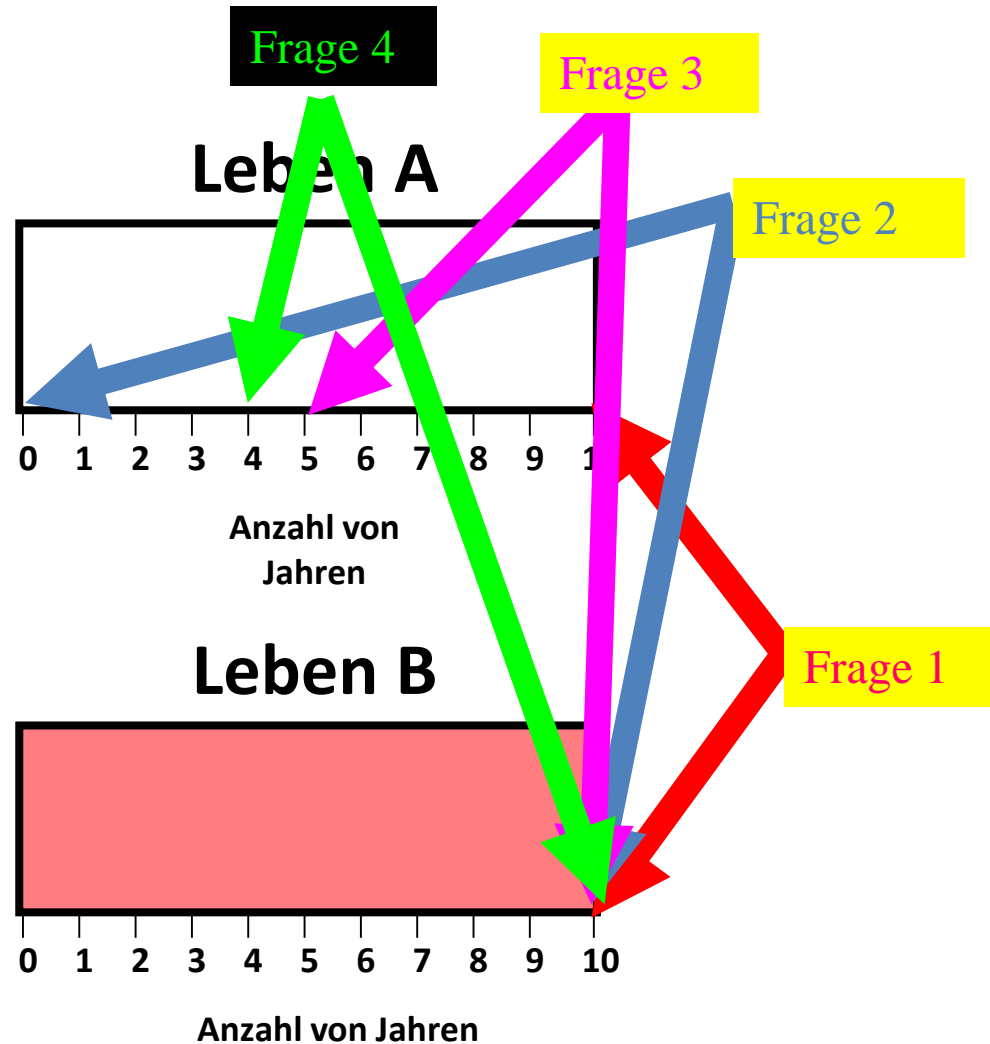 Frage 4
Frage 3
Leben A
Frage 2
0 1 2 3 4 5 6 7 8 9 1
Anzahl von
Jahren
Leben B
Frage 1
0 1 2 3 4 5 6 7 8 9 10
Anzahl von Jahren